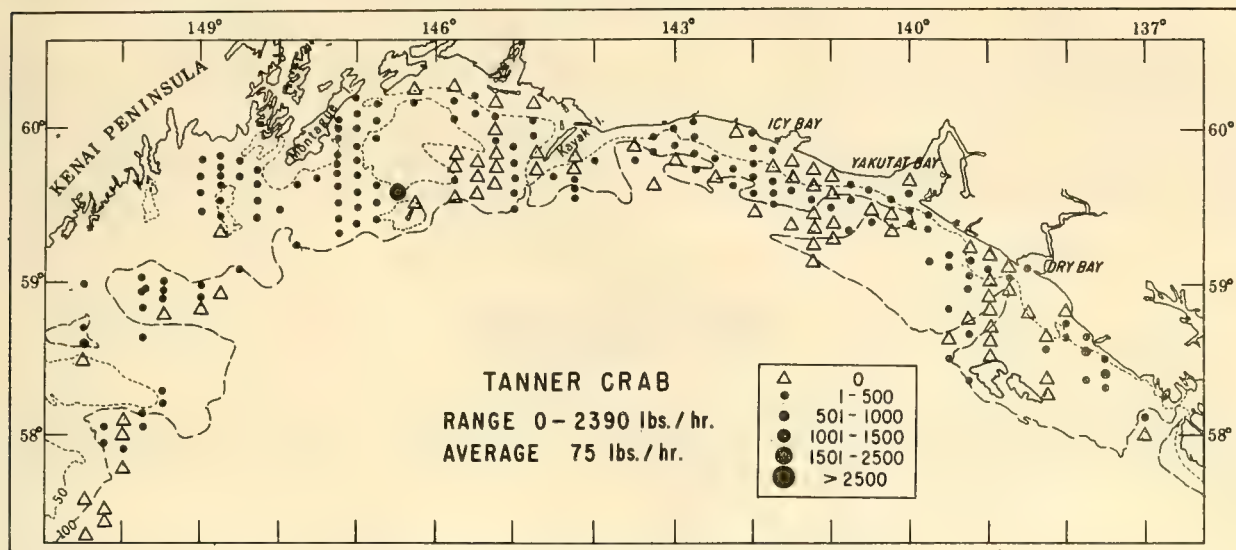 149° 146° 143° 140° 137°
KENAI PENINSULA
Montague
60°
Kayak I.
ICY BAY
60°
YAKUTAT BAY
DRY BAY
59°
59°
TANNER CRAB
RANGE 0-2390 lbs./hr.
AVERAGE 75 lbs./hr.
△ 0
1-500
501-1000
1001-1500
1501-2500
>2500
58°
58°
50
100